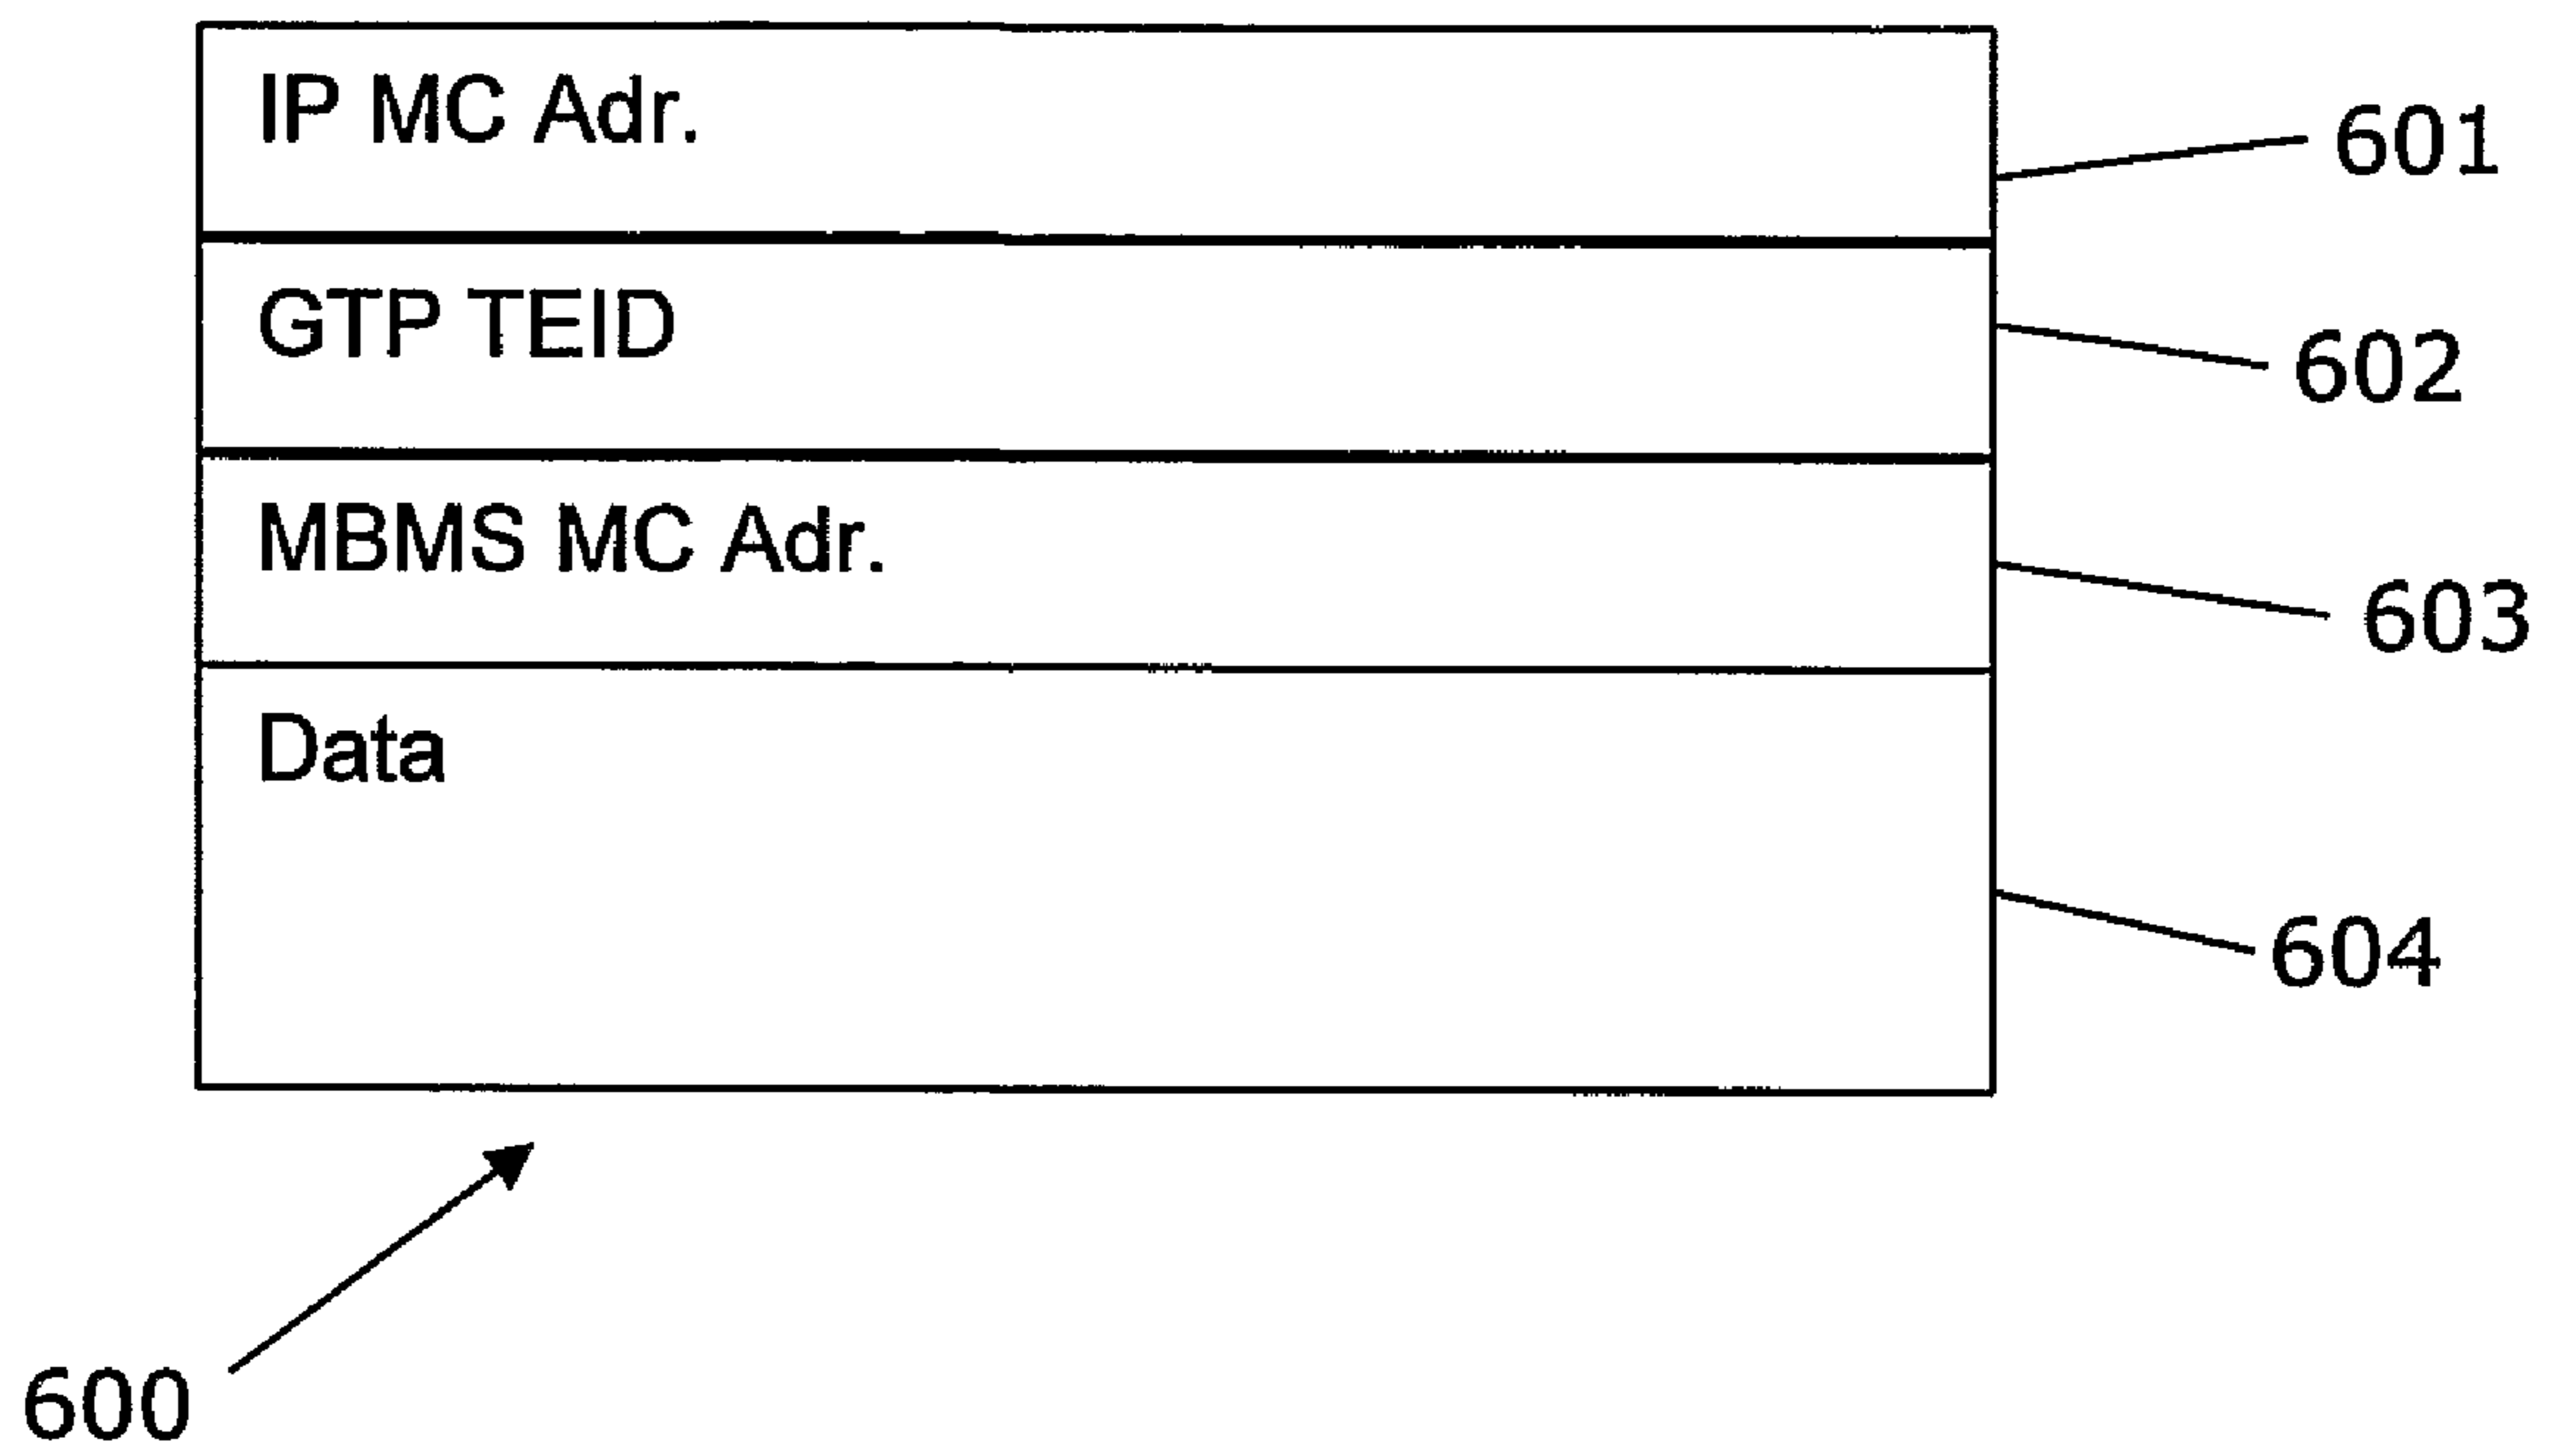 IP MC Adr.
601
GTP TEID
602
MBMS MC Adr.
603
Data
604
600